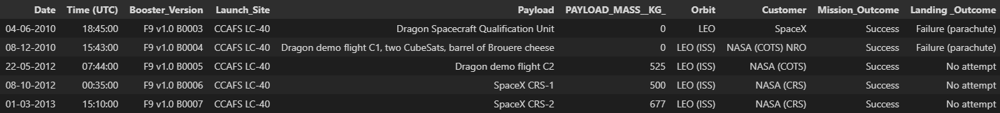 Date Time (UTC) Booster_Version Launch_Site Payload PAYLOAD_MASS__KG_ Orbit Customer Mission_Outcome Landing _Outcome
04-06-2010 18:45:00 F9 v1.0 B0003 CCAFS LC-40 Dragon Spacecraft Qualification Unit 0 LEO SpaceX Success Failure (parachute)
08-12-2010 15:43:00 F9 v1.0 B0004 CCAFS LC-40 Dragon demo flight C1, two CubeSats, barrel of Brouere cheese 0 LEO (ISS) NASA (COTS) NRO Success Failure (parachute)
22-05-2012 07:44:00 F9 v1.0 B0005 CCAFS LC-40 Dragon demo flight C2 525 LEO (ISS) NASA (COTS) Success No attempt
08-10-2012 00:35:00 F9 v1.0 B0006 CCAFS LC-40 SpaceX CRS-1 500 LEO (ISS) NASA (CRS) Success No attempt
01-03-2013 15:10:00 F9 v1.0 B0007 CCAFS LC-40 SpaceX CRS-2 677 LEO (ISS) NASA (CRS) Success No attempt